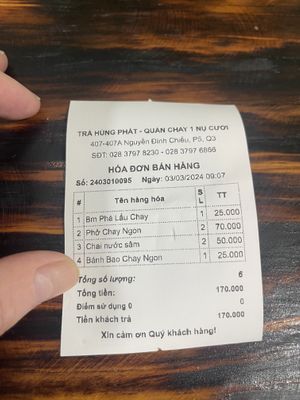 TRÀ HÙNG PHÁT - QUÁN CHAY 1 NỤ CƯỜI
407-407A Nguyễn Đình Chiểu, P5, Q3
SĐT: 028 3797 8230 - 028 3797 6866
HÓA ĐƠN BÁN HÀNG
Số: 2403010095 Ngày: 03/03/2024 09:07
# Tên hàng hóa SL TT
1 Bm Phá Lấu Chay 1 25.000
2 Phở Chay Ngon 2 70.000
3 Chai nước sâm 2 50.000
4 Bánh Bao Chay Ngon 1 25.000
Tổng số lượng: 6
Tổng tiền: 170.000
Điểm sử dụng 0 0
Tiền khách trả 170.000
Xin cảm ơn Quý khách hàng!